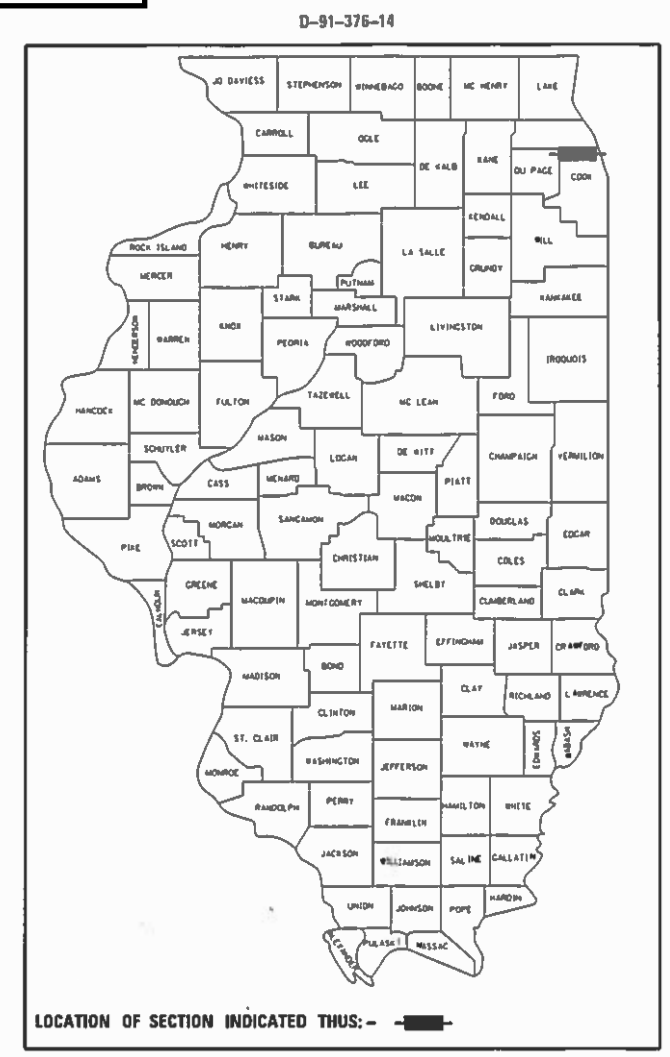 D-91-376-14
JO DAVIESS STEPHENSON WINNEBAGO BOONE MC HENRY LAKE
CARROLL OGLE DE KALB KANE DU PAGE COOK
WHITESIDE LEE KENDALL WILL
ROCK ISLAND HENRY BUREAU LA SALLE GRUNDY
MERCER STARK PUTNAM MARSHALL KANKAKEE
HENDERSON WARREN KNOX PEORIA WOODFORD LIVINGSTON IROQUOIS
HANCOCK MC DONOUGH FULTON TAZEWELL MC LEAN FORD
SCHUYLER MASON LOGAN DE WITT CHAMPAIGN VERMILION
ADAMS BROWN CASS MENARD MACON PIATT
PIKE SCOTT MORGAN SANGAMON CHRISTIAN MOULTRIE DOUGLAS EDGAR
COLES
CALHOUN GREENE MACOUPIN MONTGOMERY SHELBY CUMBERLAND CLARK
JERSEY FAYETTE EFFINGHAM JASPER CRAWFORD
MADISON BOND CLAY RICHLAND LAWRENCE
CLINTON MARION
ST. CLAIR WASHINGTON JEFFERSON WAYNE EDWARDS WABASH
MONROE
RANDOLPH PERRY FRANKLIN HAMILTON WHITE
JACKSON WILLIAMSON SALINE GALLATIN
UNION JOHNSON POPE HARDIN
ALEXANDER PULASKI MASSAC
LOCATION OF SECTION INDICATED THUS:-